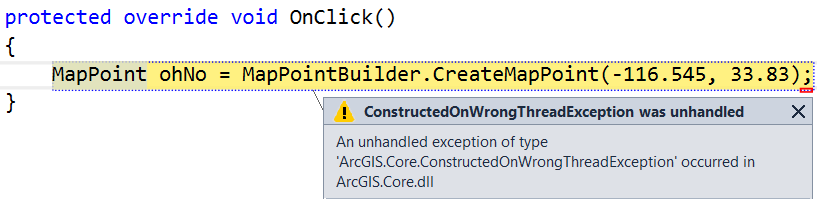 protected override void OnClick()
{
MapPoint ohNo = MapPointBuilder.CreateMapPoint(-116.545, 33.83);
}
ConstructedOnWrongThreadException was unhandled
An unhandled exception of type
'ArcGIS.Core.ConstructedOnWrongThreadException' occurred in
ArcGIS.Core.dll